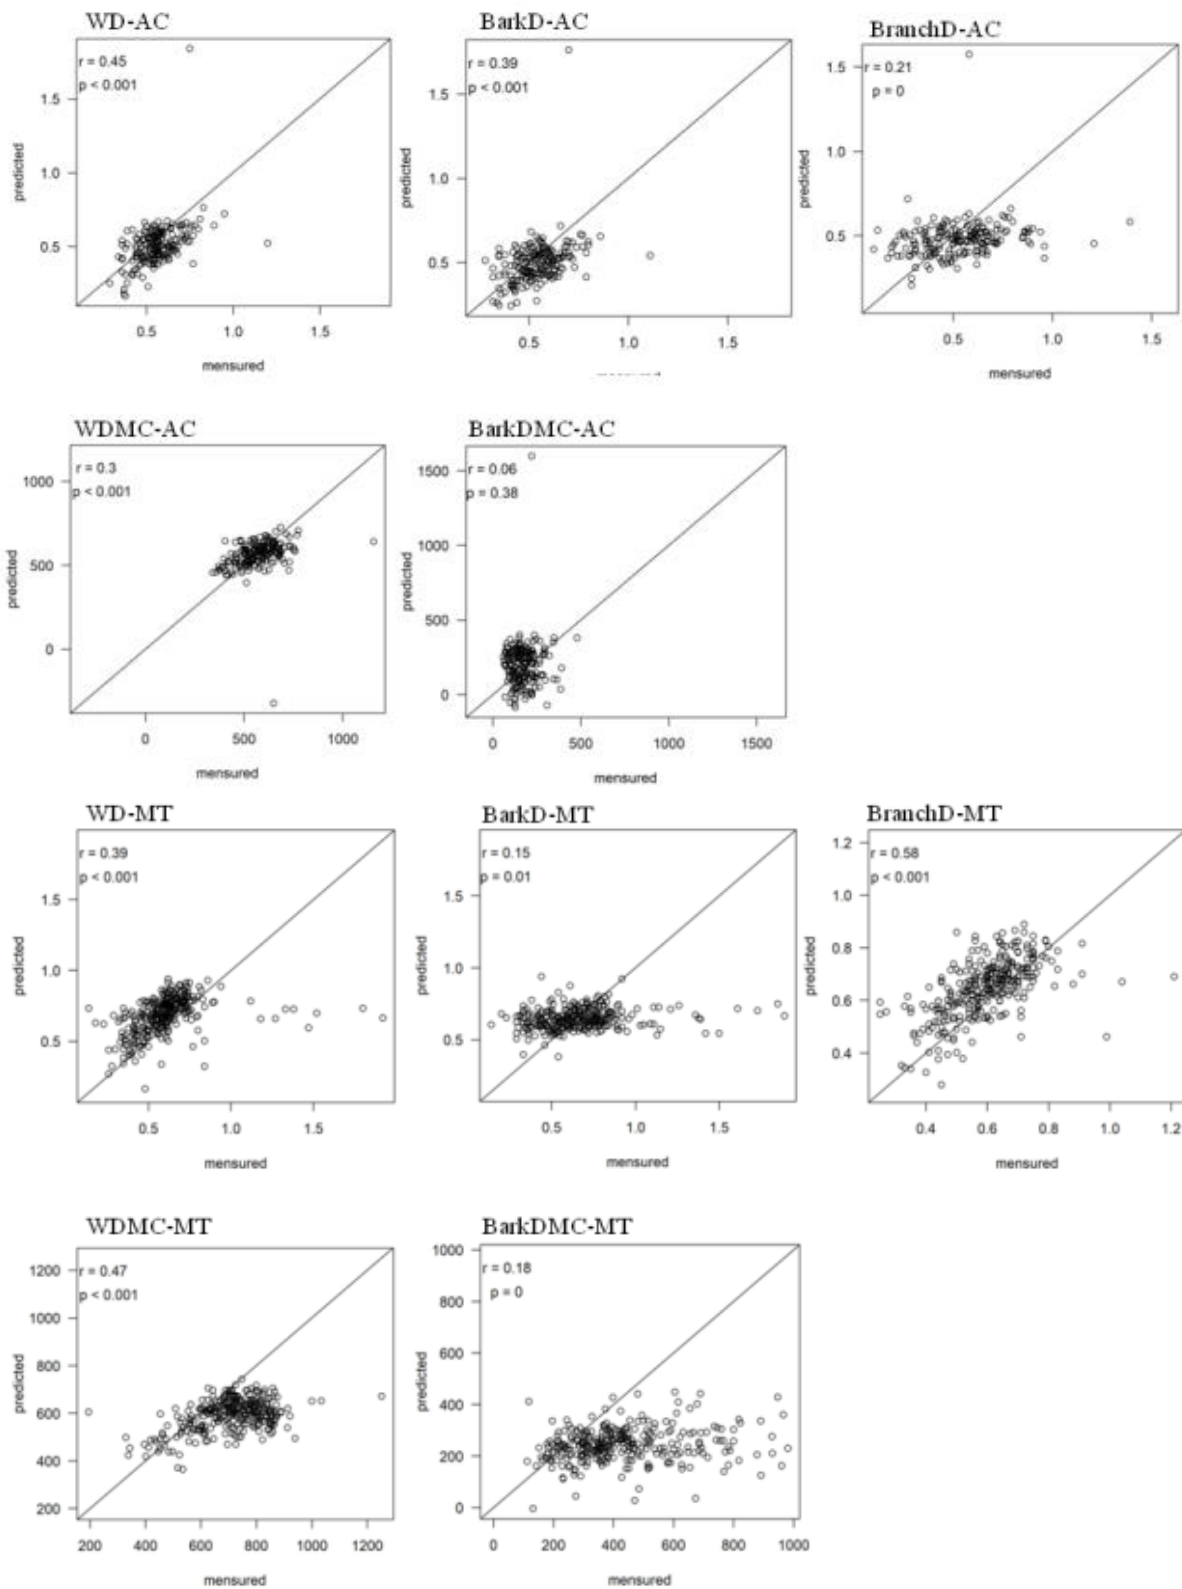 WD-AC
r = 0.45
p < 0.001
predicted
1.5
1.0
0.5
0.5 1.0 1.5
mensured
BarkD-AC
r = 0.39
p < 0.001
predicted
1.5
1.0
0.5
0.5 1.0 1.5
BranchD-AC
r = 0.21
p = 0
predicted
1.5
1.0
0.5
0.5 1.0 1.5
mensured
WDMC-AC
r = 0.3
p < 0.001
predicted
1000
500
0
0 500 1000
mensured
BarkDMC-AC
r = 0.06
p = 0.38
predicted
1500
1000
500
0
0 500 1000 1500
mensured
WD-MT
r = 0.39
p < 0.001
predicted
1.5
1.0
0.5
0.5 1.0 1.5
mensured
BarkD-MT
r = 0.15
p = 0.01
predicted
1.5
1.0
0.5
0.5 1.0 1.5
mensured
BranchD-MT
r = 0.58
p < 0.001
predicted
1.2
1.0
0.8
0.6
0.4
0.4 0.6 0.8 1.0 1.2
mensured
WDMC-MT
r = 0.47
p < 0.001
predicted
1200
1000
800
600
400
200
200 400 600 800 1000 1200
mensured
BarkDMC-MT
r = 0.18
p = 0
predicted
1000
800
600
400
200
0
0 200 400 600 800 1000
mensured